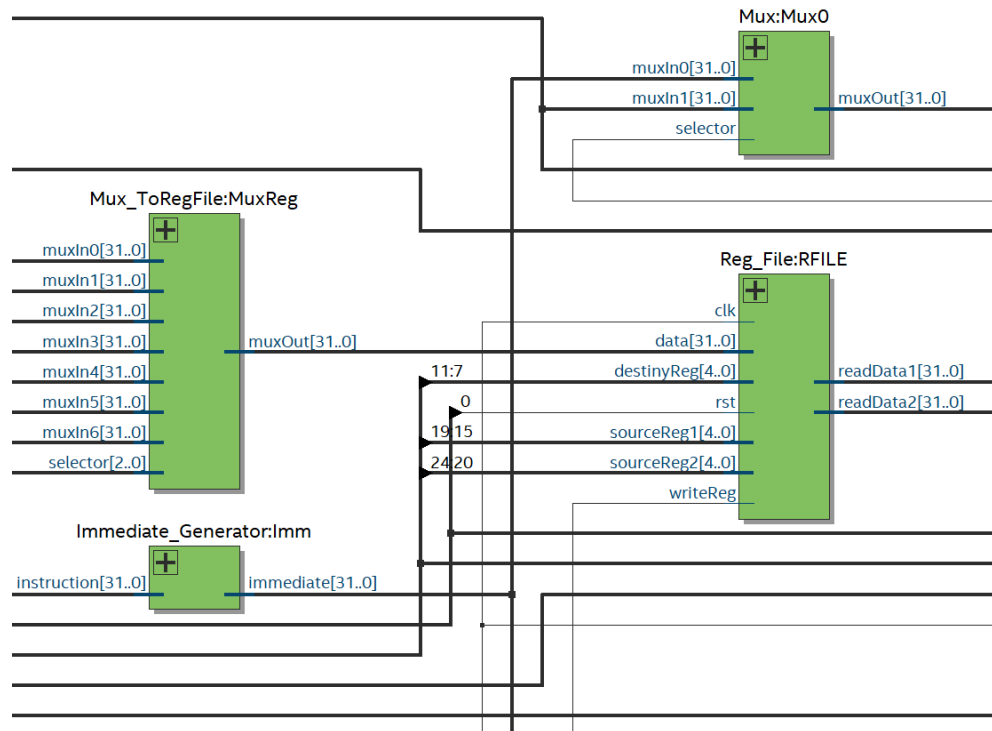 Mux:Mux0
muxIn0[31..0]
muxIn1[31..0]
selector
muxOut[31..0]
Mux_ToRegFile:MuxReg
muxIn0[31..0]
muxIn1[31..0]
muxIn2[31..0]
muxIn3[31..0]
muxIn4[31..0]
muxIn5[31..0]
muxIn6[31..0]
selector[2..0]
muxOut[31..0]
Reg_File:RFILE
clk
data[31..0]
11:7
destinyReg[4..0]
0
rst
19:15
sourceReg1[4..0]
24:20
sourceReg2[4..0]
writeReg
readData1[31..0]
readData2[31..0]
Immediate_Generator:Imm
instruction[31..0]
immediate[31..0]